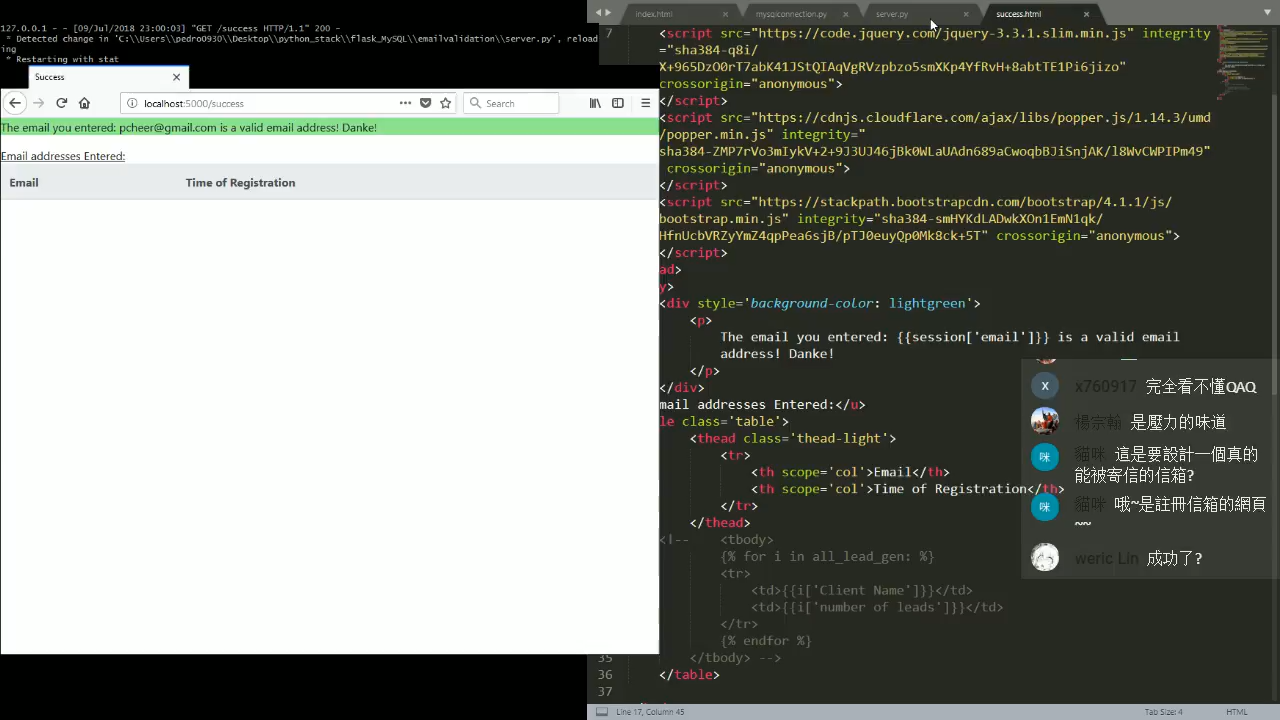 127.0.0.1 - - [09/Jul/2018 23:00:03] "GET /success HTTP/1.1" 200 -
* Detected change in 'C:\\Users\\pedro0930\\Desktop\\python_stack\\flask_MySQL\\emailvalidation\\server.py', reload
ing
* Restarting with stat
Success
localhost:5000/success
Search
The email you entered: pcheer@gmail.com is a valid email address! Danke!
Email addresses Entered:
Email Time of Registration
index.html mysqlconnection.py server.py success.html
7 <script src="https://code.jquery.com/jquery-3.3.1.slim.min.js" integrity
="sha384-q8i/
X+965DzO0rT7abK41JStQIAqVgRVzpbzo5smXKp4YfRvH+8abtTE1Pi6jizo"
crossorigin="anonymous">
</script>
<script src="https://cdnjs.cloudflare.com/ajax/libs/popper.js/1.14.3/umd
/popper.min.js" integrity="
sha384-ZMP7rVo3mIykV+2+9J3UJ46jBk0WLaUAdn689aCwoqbBJiSnjAK/l8WvCWPIPm49"
crossorigin="anonymous">
</script>
<script src="https://stackpath.bootstrapcdn.com/bootstrap/4.1.1/js/
bootstrap.min.js" integrity="sha384-smHYKdLADwkXOn1EmN1qk/
HfnUcbVRZyYmZ4qpPea6sjB/pTJ0euyQp0Mk8ck+5T" crossorigin="anonymous">
</script>
ad>
y>
<div style='background-color: lightgreen'>
<p>
The email you entered: {{session['email']}} is a valid email
address! Danke!
</p>
</div>
mail addresses Entered:</u>
le class='table'>
<thead class='thead-light'>
<tr>
<th scope='col'>Email</th>
<th scope='col'>Time of Registration</th>
</tr>
</thead>
<!-- <tbody>
{% for i in all_lead_gen: %}
<tr>
<td>{{i['Client Name']}}</td>
<td>{{i['number of leads']}}</td>
</tr>
{% endfor %}
35 </tbody> -->
36 </table>
37
X x760917 完全看不懂QAQ
楊宗翰 是壓力的味道
咪 貓咪 這是要設計一個真的
能被寄信的信箱?
咪 貓咪 哦~是註冊信箱的網頁
~~
weric Lin 成功了?
Line 17, Column 45 Tab Size: 4 HTML